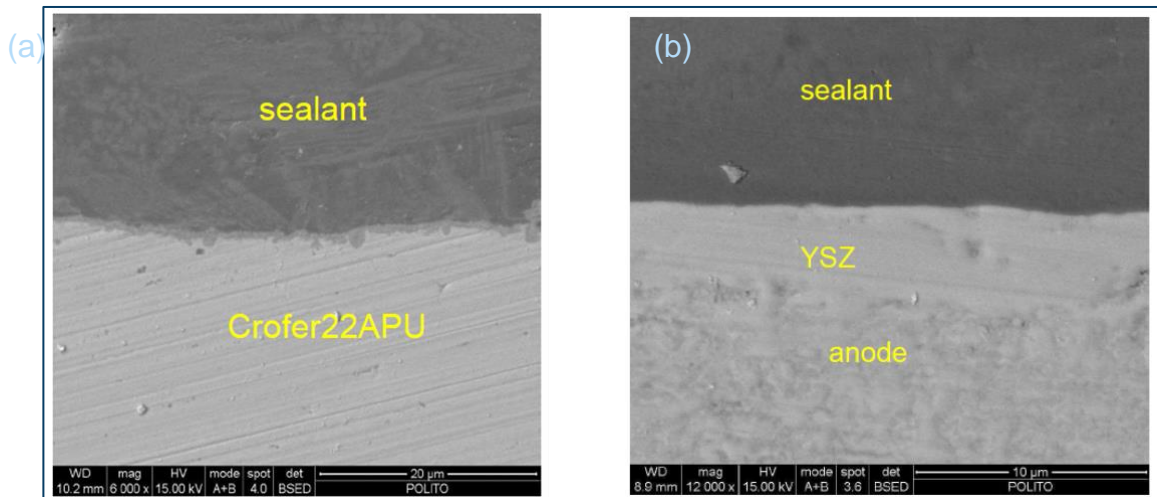 (a)
sealant
Crofer22APU
WD mag HV mode spot det 20 µm
10.2 mm 6 000 x 15.00 kV A+B 4.0 BSED POLITO
(b)
sealant
YSZ
anode
WD mag HV mode spot det 10 µm
8.9 mm 12 000 x 15.00 kV A+B 3.6 BSED POLITO